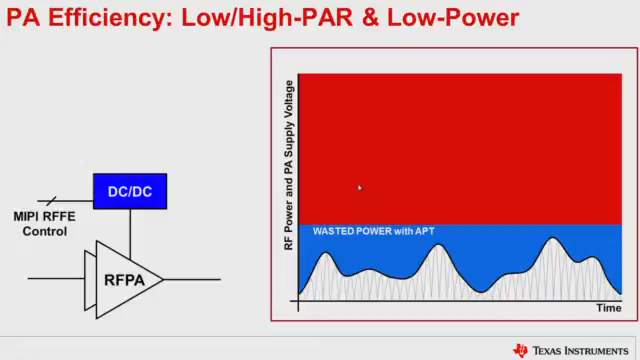 PA Efficiency: Low/High-PAR & Low-Power
DC/DC
MIPI RFFE
Control
RFPA
RF Power and PA Supply Voltage
WASTED POWER with APT
Time
TEXAS INSTRUMENTS